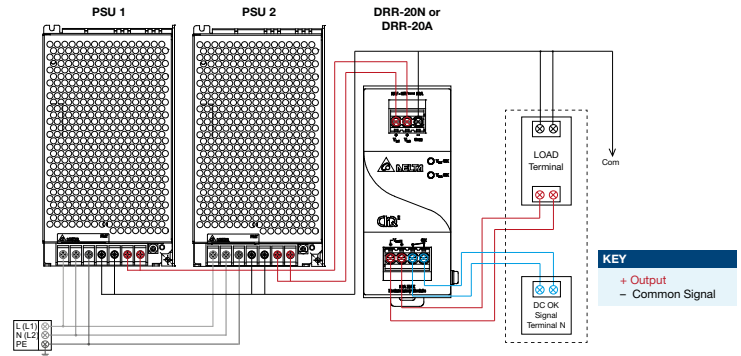 PSU 1
PSU 2
DRR-20N or
DRR-20A
DELTA
LOAD
Terminal
Com
KEY
+ Output
– Common Signal
DC OK
Signal
Terminal N
L (L1)
N (L2)
PE